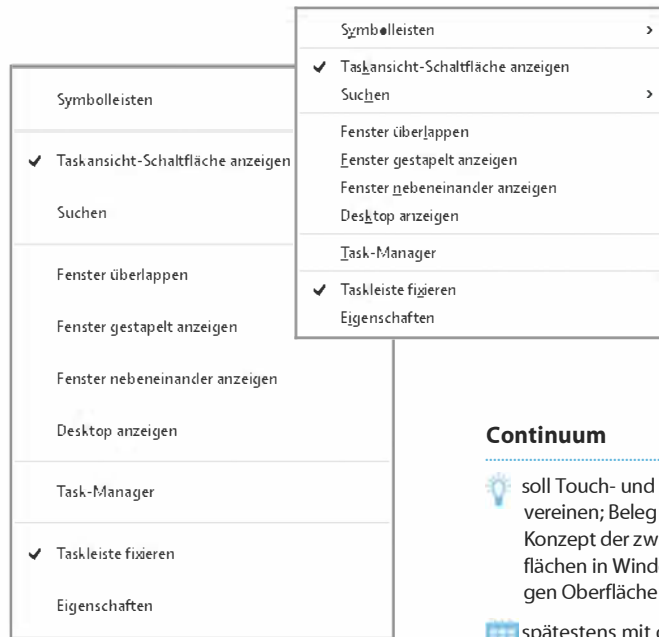 Symbolleisten
Taskansicht-Schaltfläche anzeigen
Suchen
Fenster überlappen
Fenster gestapelt anzeigen
Fenster nebeneinander anzeigen
Desktop anzeigen
Task-Manager
Taskleiste fixieren
Eigenschaften
Symbolleisten
Taskansicht-Schaltfläche anzeigen
Suchen
Fenster überlappen
Fenster gestapelt anzeigen
Fenster nebeneinander anzeigen
Desktop anzeigen
Task-Manager
Taskleiste fixieren
Eigenschaften
Continuum
soll Touch- und
vereinen; Beleg
Konzept der zw
flächen in Wind
gen Oberfläche
spätestens mit